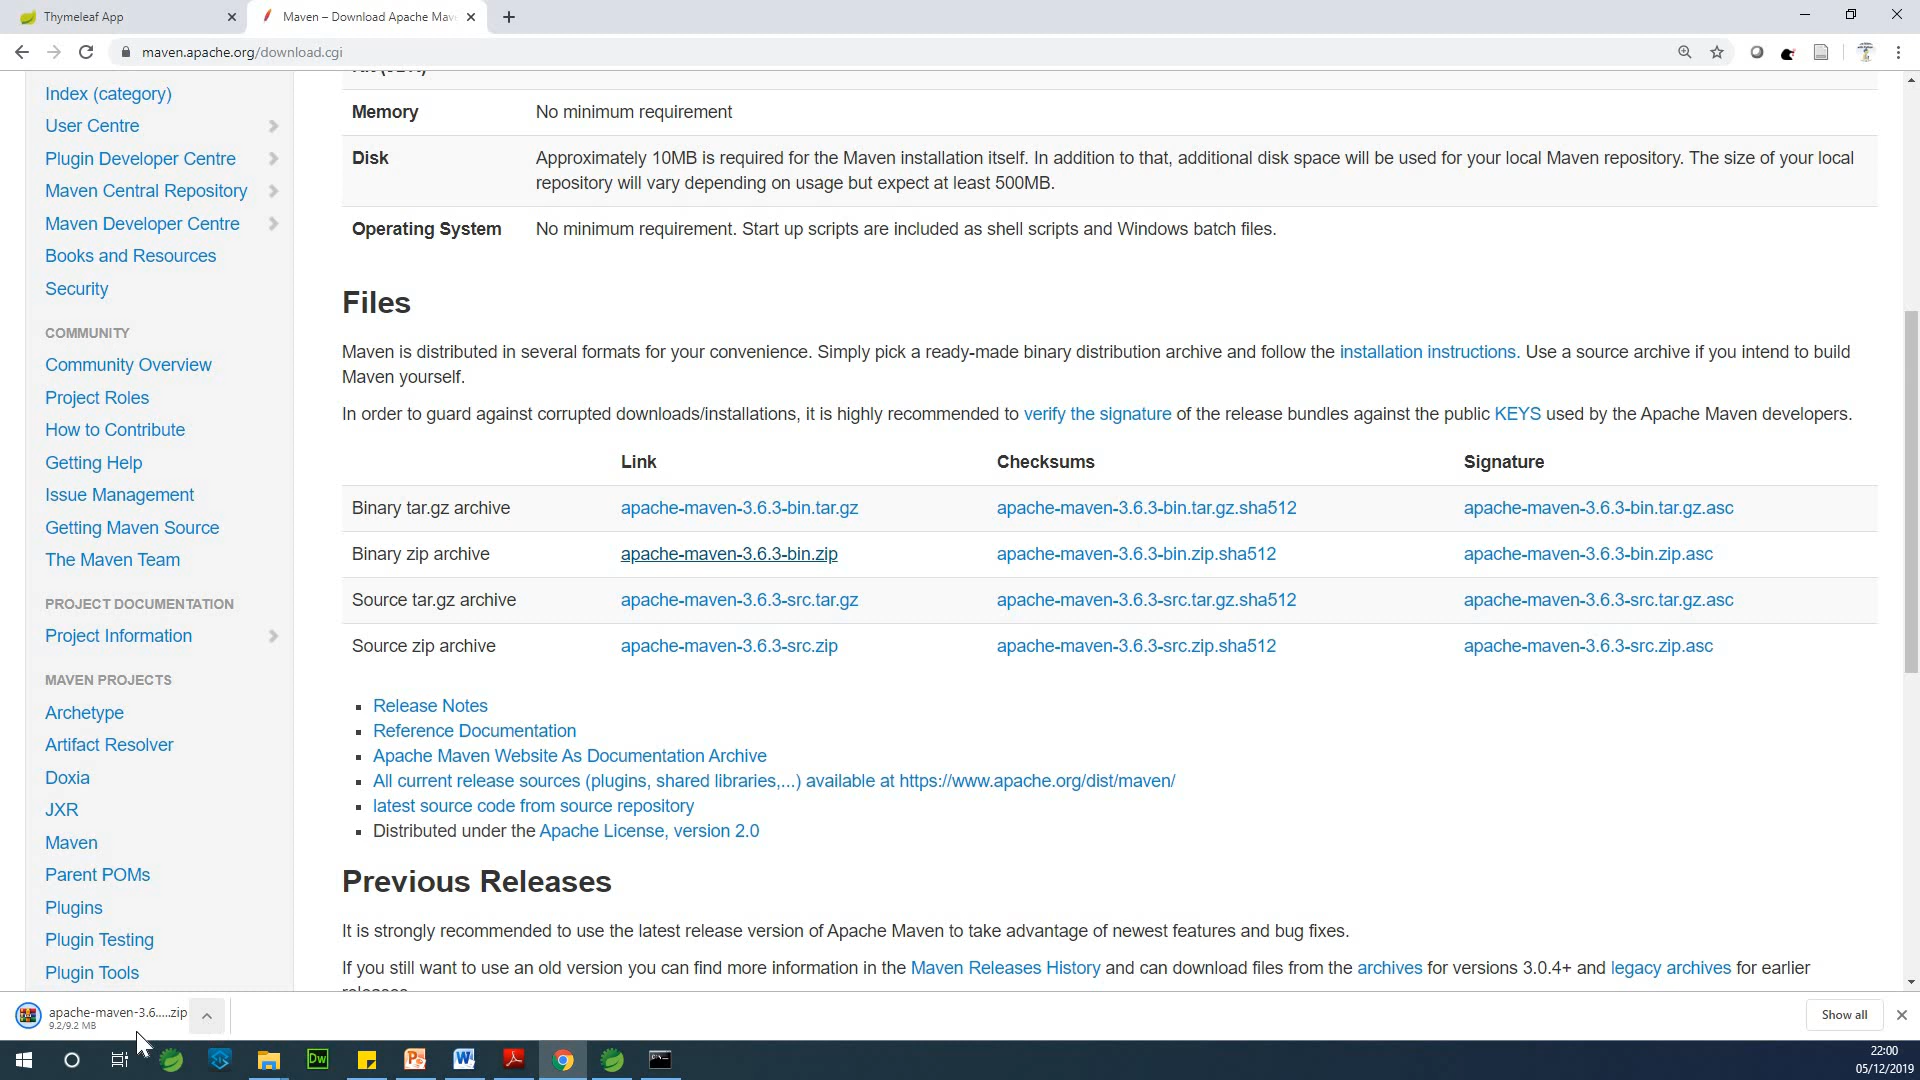 Thymeleaf App
Maven – Download Apache Mav
maven.apache.org/download.cgi
Index (category)
User Centre
Plugin Developer Centre
Maven Central Repository
Maven Developer Centre
Books and Resources
Security
COMMUNITY
Community Overview
Project Roles
How to Contribute
Getting Help
Issue Management
Getting Maven Source
The Maven Team
PROJECT DOCUMENTATION
Project Information
MAVEN PROJECTS
Archetype
Artifact Resolver
Doxia
JXR
Maven
Parent POMs
Plugins
Plugin Testing
Plugin Tools
Memory No minimum requirement
Disk Approximately 10MB is required for the Maven installation itself. In addition to that, additional disk space will be used for your local Maven repository. The size of your local
repository will vary depending on usage but expect at least 500MB.
Operating System No minimum requirement. Start up scripts are included as shell scripts and Windows batch files.
Files
Maven is distributed in several formats for your convenience. Simply pick a ready-made binary distribution archive and follow the installation instructions. Use a source archive if you intend to build
Maven yourself.
In order to guard against corrupted downloads/installations, it is highly recommended to verify the signature of the release bundles against the public KEYS used by the Apache Maven developers.
Link Checksums Signature
Binary tar.gz archive apache-maven-3.6.3-bin.tar.gz apache-maven-3.6.3-bin.tar.gz.sha512 apache-maven-3.6.3-bin.tar.gz.asc
Binary zip archive apache-maven-3.6.3-bin.zip apache-maven-3.6.3-bin.zip.sha512 apache-maven-3.6.3-bin.zip.asc
Source tar.gz archive apache-maven-3.6.3-src.tar.gz apache-maven-3.6.3-src.tar.gz.sha512 apache-maven-3.6.3-src.tar.gz.asc
Source zip archive apache-maven-3.6.3-src.zip apache-maven-3.6.3-src.zip.sha512 apache-maven-3.6.3-src.zip.asc
Release Notes
Reference Documentation
Apache Maven Website As Documentation Archive
All current release sources (plugins, shared libraries,...) available at https://www.apache.org/dist/maven/
latest source code from source repository
Distributed under the Apache License, version 2.0
Previous Releases
It is strongly recommended to use the latest release version of Apache Maven to take advantage of newest features and bug fixes.
If you still want to use an old version you can find more information in the Maven Releases History and can download files from the archives for versions 3.0.4+ and legacy archives for earlier
apache-maven-3.6.....zip
9.2/9.2 MB
Show all
Dw
22:00
05/12/2019